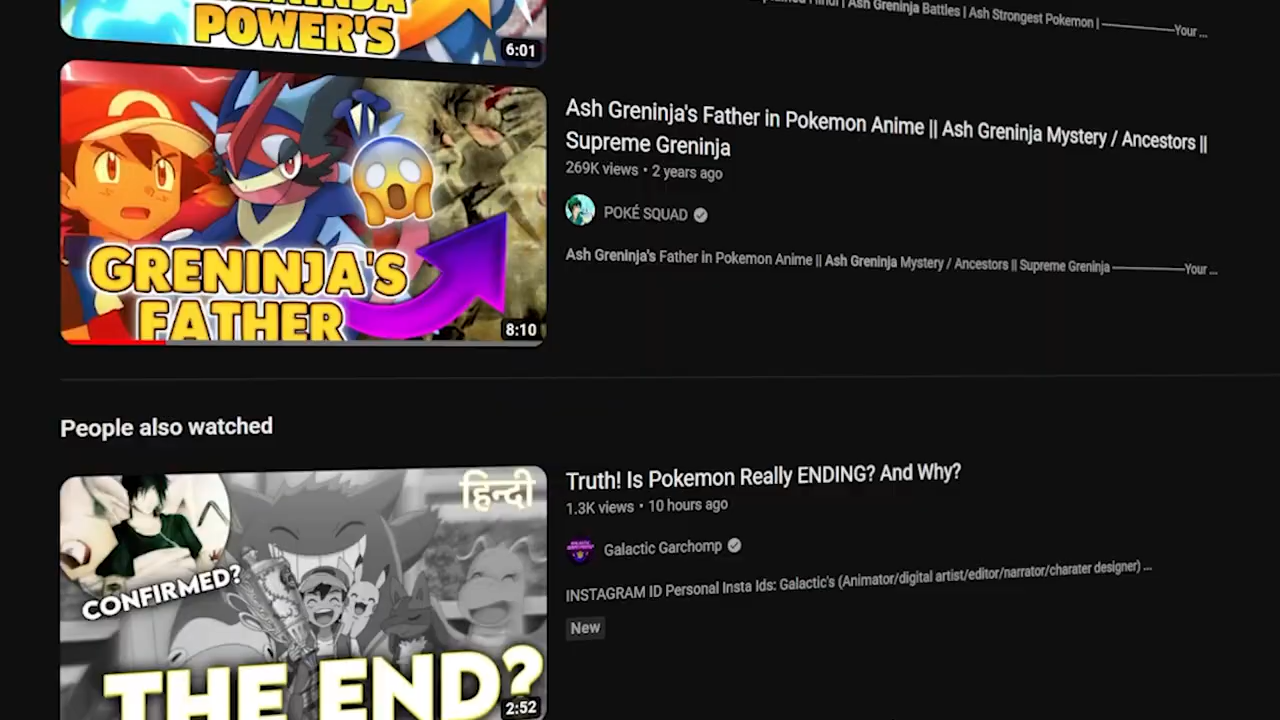 POWER'S
6:01
Hindi | Ash Greninja Battles | Ash Strongest Pokemon | —————Your ...
GRENINJA'S
FATHER
8:10
Ash Greninja's Father in Pokemon Anime || Ash Greninja Mystery / Ancestors ||
Supreme Greninja
269K views • 2 years ago
POKÉ SQUAD
Ash Greninja's Father in Pokemon Anime || Ash Greninja Mystery / Ancestors || Supreme Greninja —————Your ...
People also watched
हिन्दी
CONFIRMED?
THE END?
2:52
Truth! Is Pokemon Really ENDING? And Why?
1.3K views • 10 hours ago
Galactic Garchomp
INSTAGRAM ID Personal Insta Ids: Galactic's (Animator/digital artist/editor/narrator/charater designer) ...
New